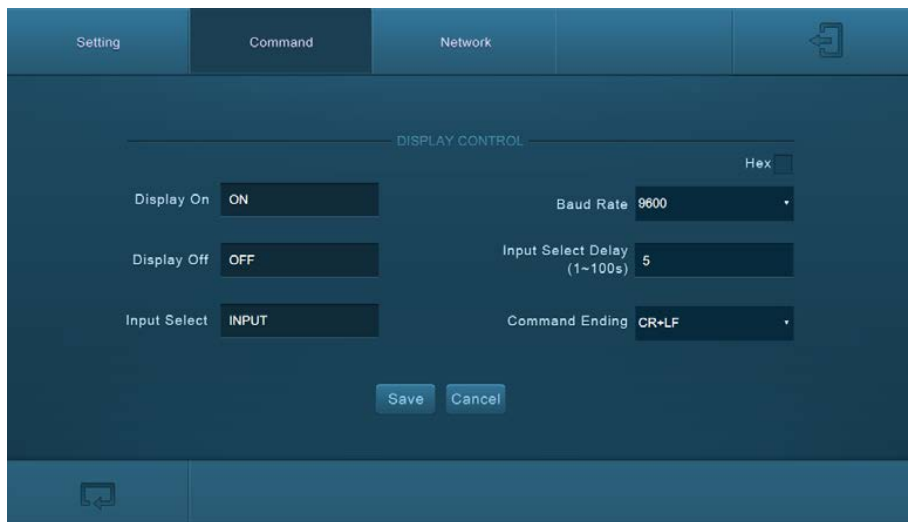 Setting Command Network
DISPLAY CONTROL
Hex
Display On ON Baud Rate 9600
Display Off OFF Input Select Delay
(1~100s) 5
Input Select INPUT Command Ending CR+LF
Save Cancel